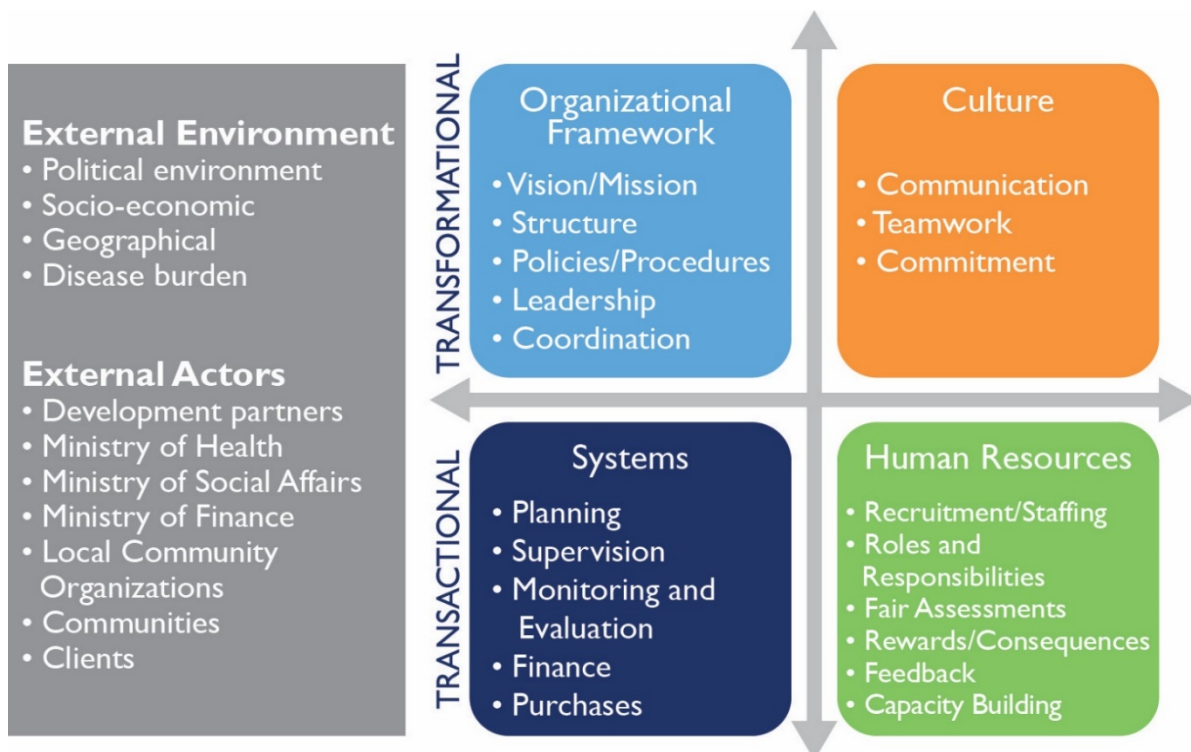 External Environment
• Political environment
• Socio-economic
• Geographical
• Disease burden
External Actors
• Development partners
• Ministry of Health
• Ministry of Social Affairs
• Ministry of Finance
• Local Community
Organizations
• Communities
• Clients
TRANSFORMATIONAL
Organizational
Framework
• Vision/Mission
• Structure
• Policies/Procedures
• Leadership
• Coordination
Culture
• Communication
• Teamwork
• Commitment
TRANSACTIONAL
Systems
• Planning
• Supervision
• Monitoring and
Evaluation
• Finance
• Purchases
Human Resources
• Recruitment/Staffing
• Roles and
Responsibilities
• Fair Assessments
• Rewards/Consequences
• Feedback
• Capacity Building